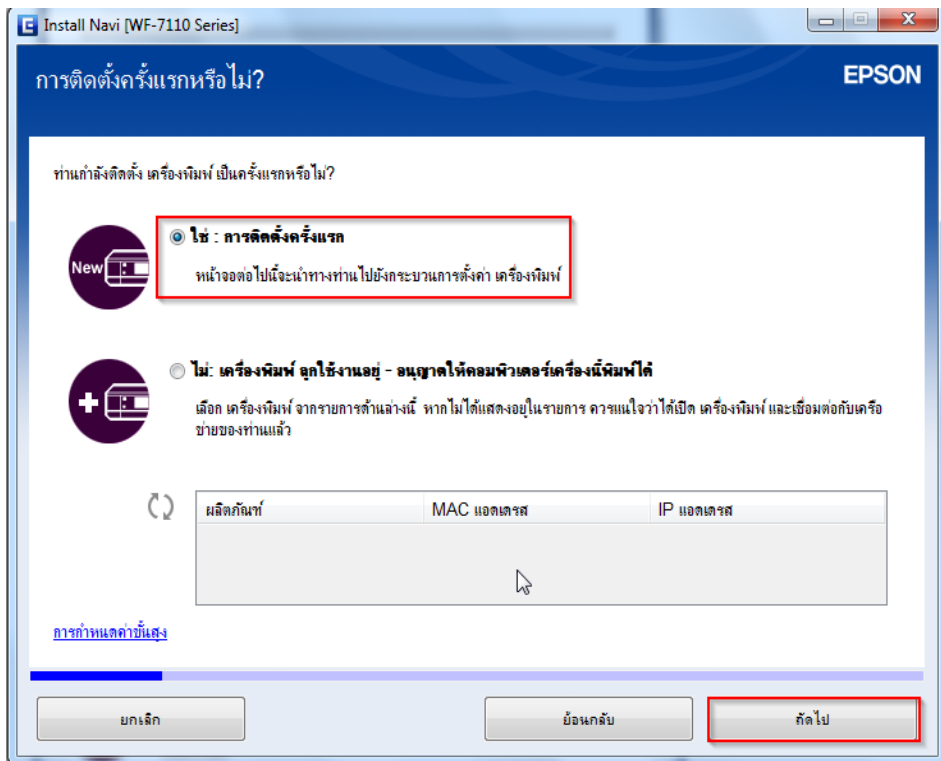 Install Navi [WF-7110 Series]
การติดตั้งครั้งแรกหรือไม่?
EPSON
ท่านกำลังติดตั้ง เครื่องพิมพ์ เป็นครั้งแรกหรือไม่?
New
ใช่ : การติดตั้งครั้งแรก
หน้าจอต่อไปนี้จะนำทางท่านไปยังกระบวนการตั้งค่า เครื่องพิมพ์
ไม่: เครื่องพิมพ์ ถูกใช้งานอยู่ - อนุญาตให้คอมพิวเตอร์เครื่องนี้พิมพ์ได้
เลือก เครื่องพิมพ์ จากรายการด้านล่างนี้ หากไม่ได้แสดงอยู่ในรายการ ควรแน่ใจว่าได้เปิด เครื่องพิมพ์ และเชื่อมต่อกับเครือ
ข่ายของท่านแล้ว
ผลิตภัณฑ์ MAC แอดเดรส IP แอดเดรส
การกำหนดค่าขั้นสูง
ยกเลิก ย้อนกลับ ถัดไป